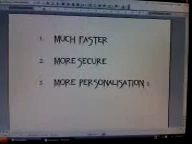 1. MUCH FASTER
2. MORE SECURE
3. MORE PERSONALISATION